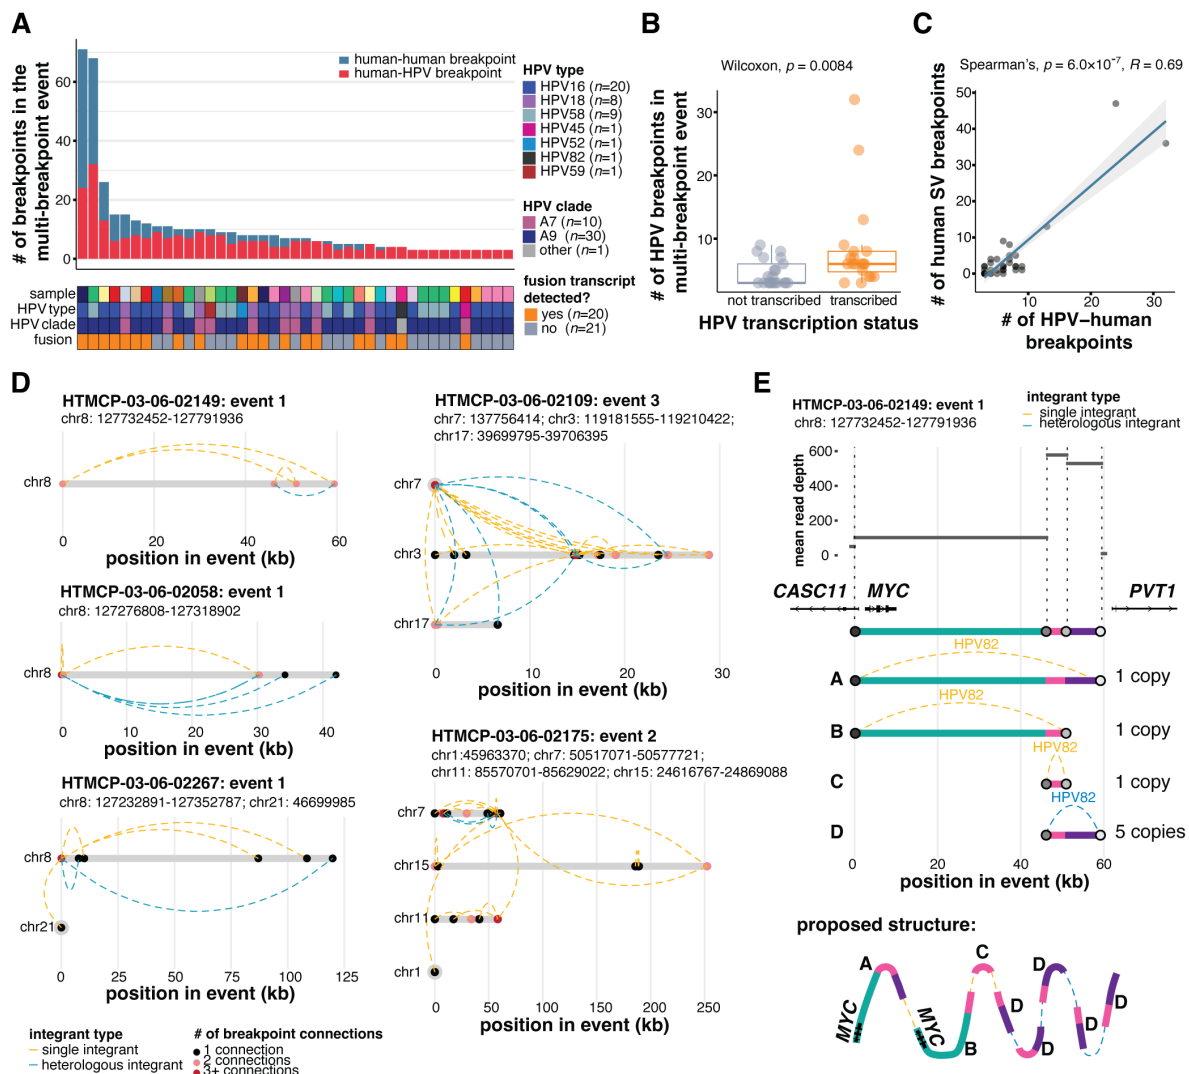 A
# of breakpoints in the
multi-breakpoint event
60
40
20
0
human-human breakpoint
human-HPV breakpoint
sample
HPV type
HPV clade
fusion
HPV type
HPV16 (n=20)
HPV18 (n=8)
HPV58 (n=9)
HPV45 (n=1)
HPV52 (n=1)
HPV82 (n=1)
HPV59 (n=1)
HPV clade
A7 (n=10)
A9 (n=30)
other (n=1)
fusion transcript
detected?
yes (n=20)
no (n=21)
B
Wilcoxon, p = 0.0084
# of HPV breakpoints in
multi-breakpoint event
30
20
10
not transcribed
transcribed
HPV transcription status
C
Spearman's, p = 6.0×10⁻⁷, R = 0.69
# of human SV breakpoints
50
40
30
20
10
0
10
20
30
# of HPV−human
breakpoints
D
HTMCP-03-06-02149: event 1
chr8: 127732452-127791936
chr8
0
20
40
60
position in event (kb)
HTMCP-03-06-02058: event 1
chr8: 127276808-127318902
chr8
0
10
20
30
40
position in event (kb)
HTMCP-03-06-02267: event 1
chr8: 127232891-127352787; chr21: 46699985
chr8
chr21
0
25
50
75
100
125
position in event (kb)
HTMCP-03-06-02109: event 3
chr7: 137756414; chr3: 119181555-119210422;
chr17: 39699795-39706395
chr7
chr3
chr17
0
10
20
30
position in event (kb)
HTMCP-03-06-02175: event 2
chr1:45963370; chr7: 50517071-50577721;
chr11: 85570701-85629022; chr15: 24616767-24869088
chr7
chr15
chr11
chr1
0
50
100
150
200
250
position in event (kb)
integrant type
single integrant
heterologous integrant
# of breakpoint connections
1 connection
2 connections
3+ connections
E
HTMCP-03-06-02149: event 1
chr8: 127732452-127791936
integrant type
single integrant
heterologous integrant
mean read depth
600
400
200
0
CASC11
MYC
PVT1
HPV82
A
1 copy
HPV82
B
1 copy
HPV82
C
1 copy
HPV82
D
5 copies
0
20
40
60
position in event (kb)
proposed structure:
A
C
D
D
D
D
MYC
MYC
B
D